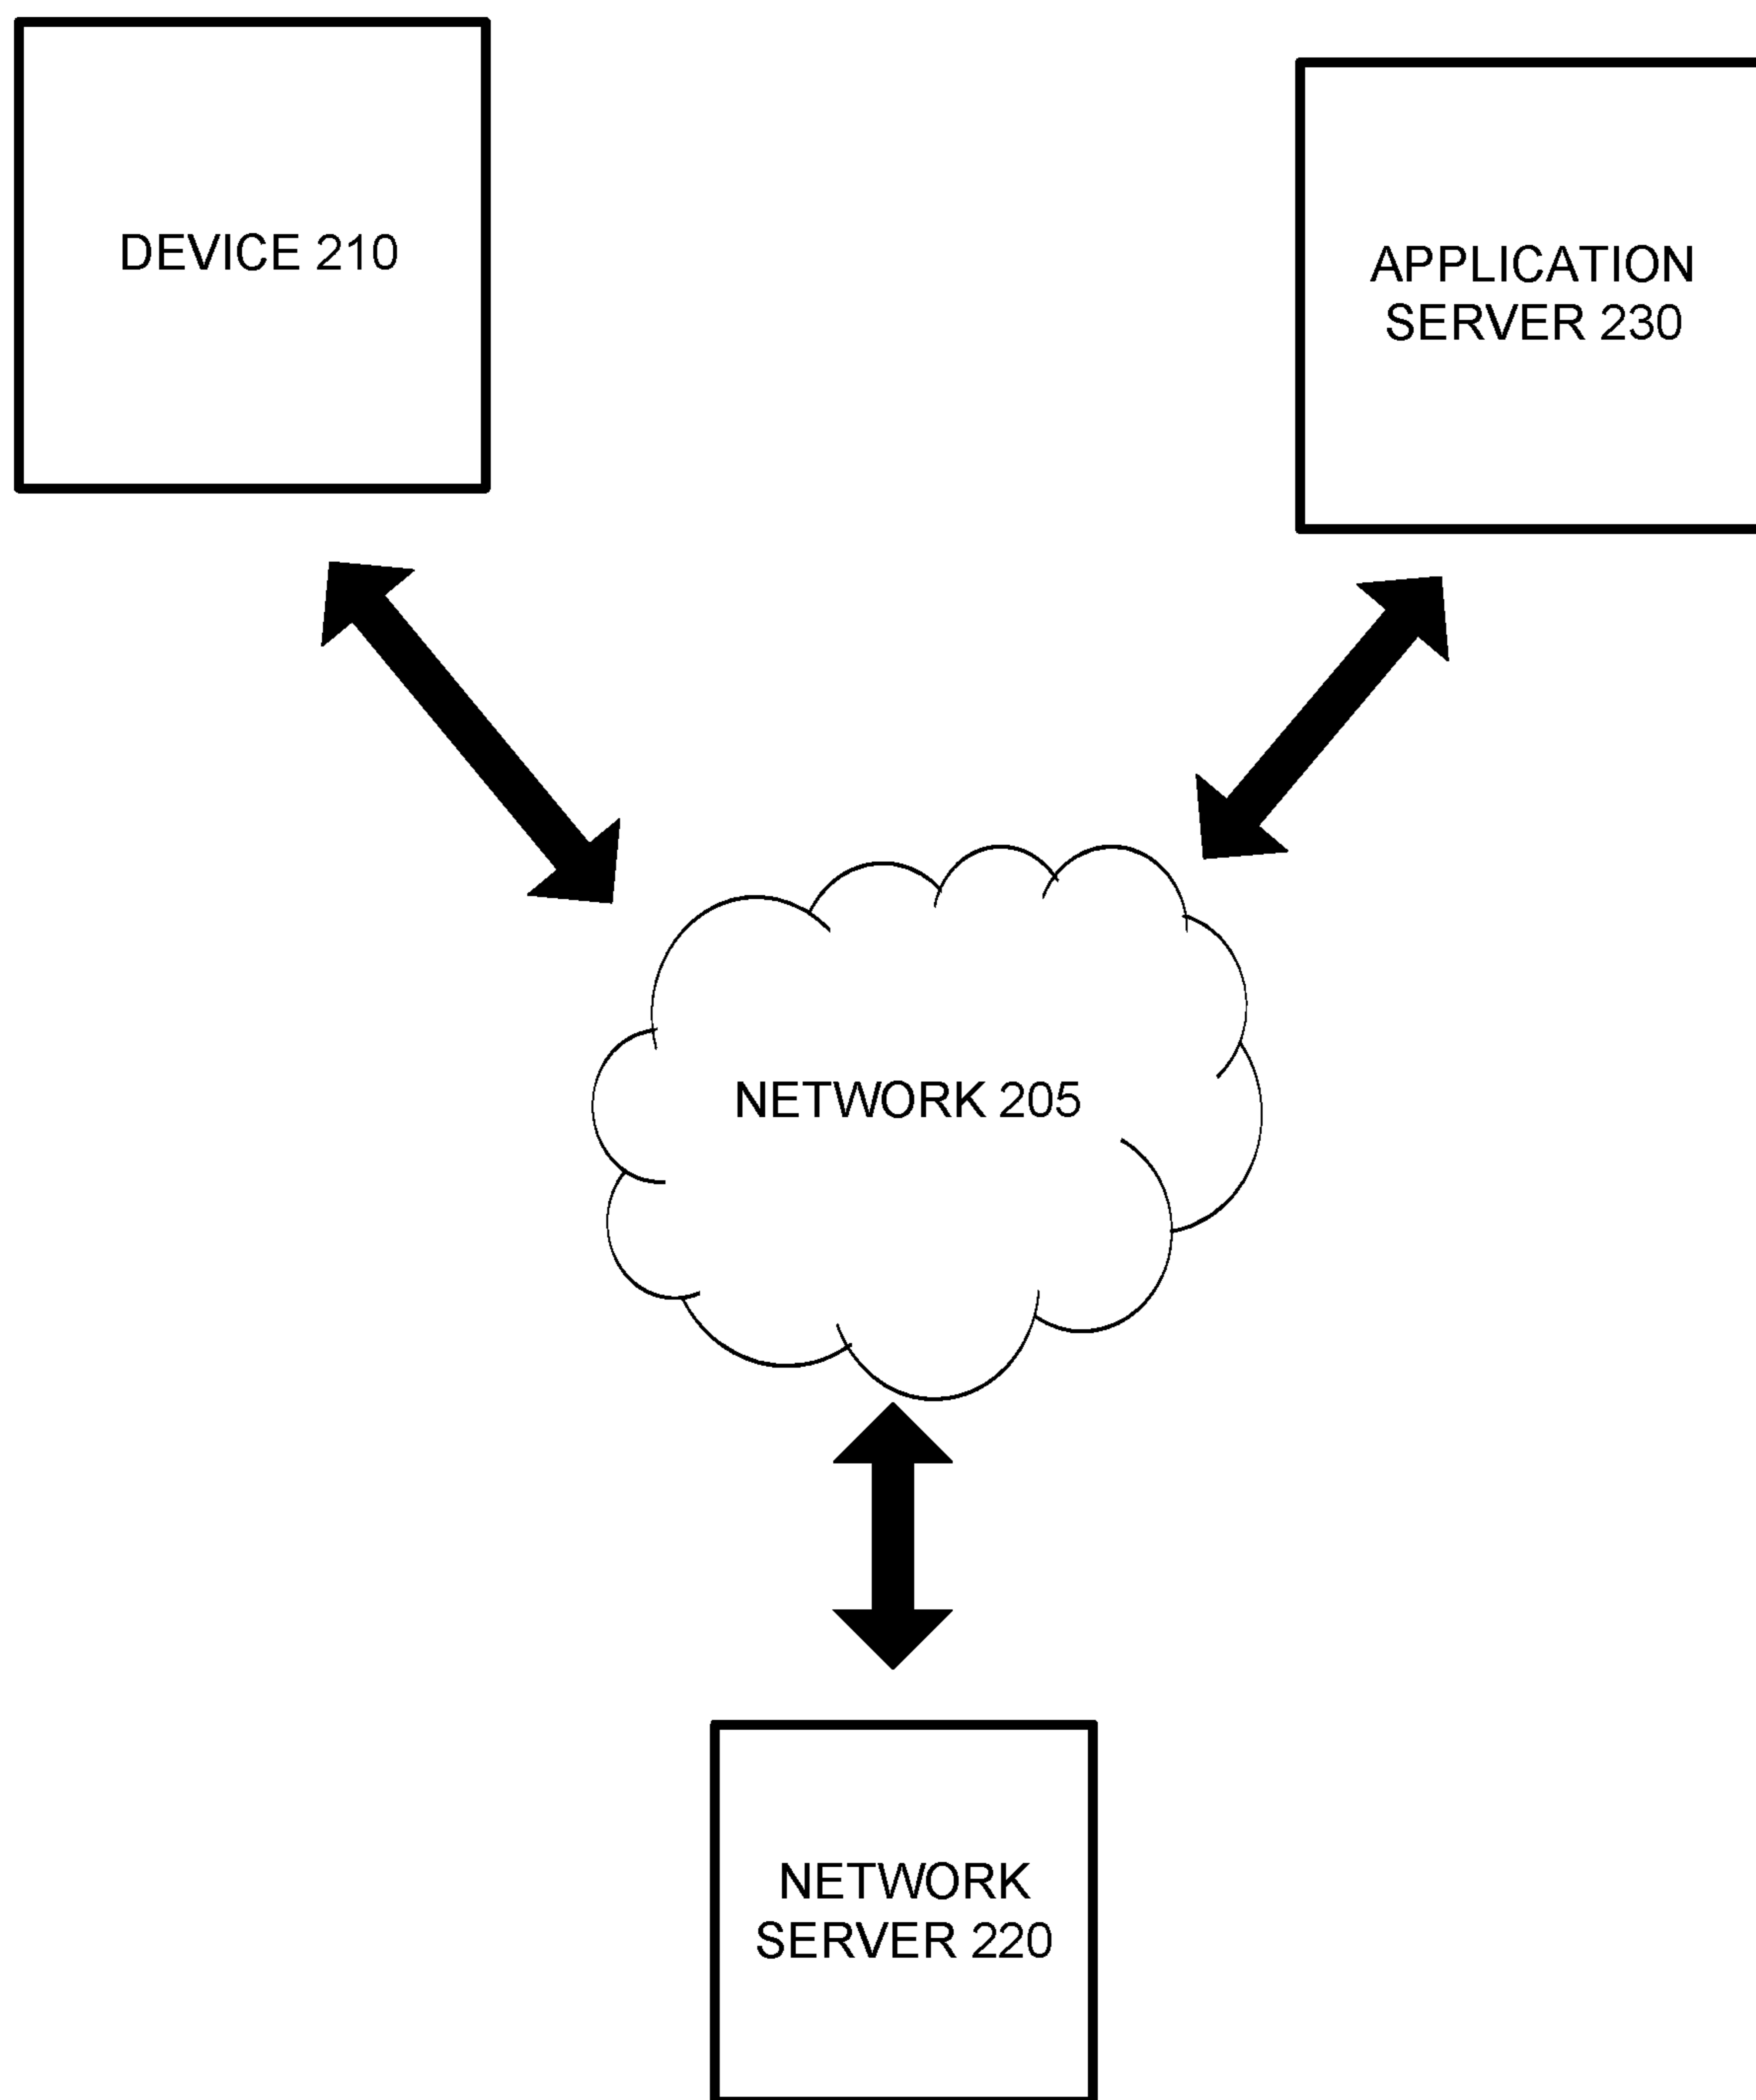 DEVICE 210
APPLICATION
SERVER 230
NETWORK 205
NETWORK
SERVER 220